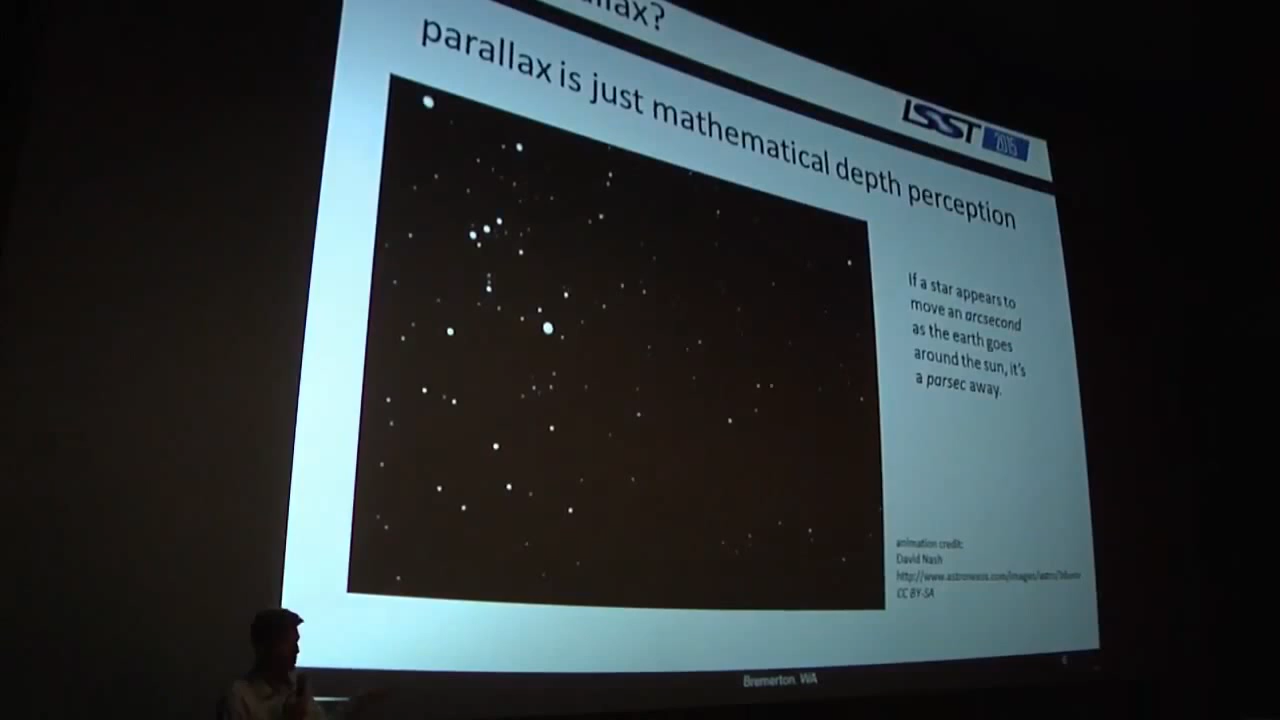 parallax is just mathematical depth perception
LSST 2015
If a star appears to
move an arcsecond
as the earth goes
around the sun, it's
a parsec away.
animation credit:
David Nash
CC BY-SA
Bremerton, WA
6